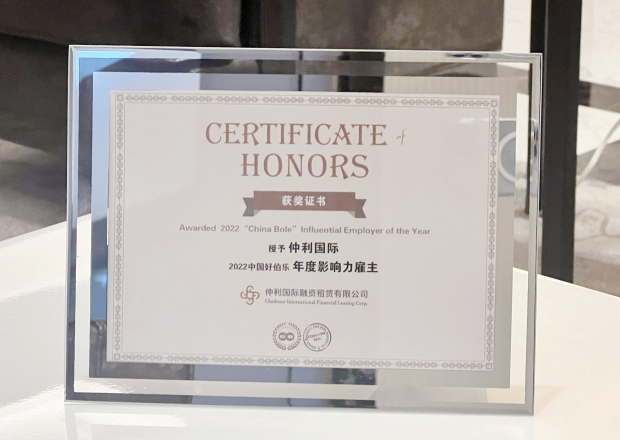 CERTIFICATE of
HONORS
获奖证书
Awarded 2022 "China Bole" Influential Employer of the Year
授予 仲利国际
2022中国好伯乐 年度影响力雇主
仲利国际融资租赁有限公司
Chailease International Financial Leasing Corp.